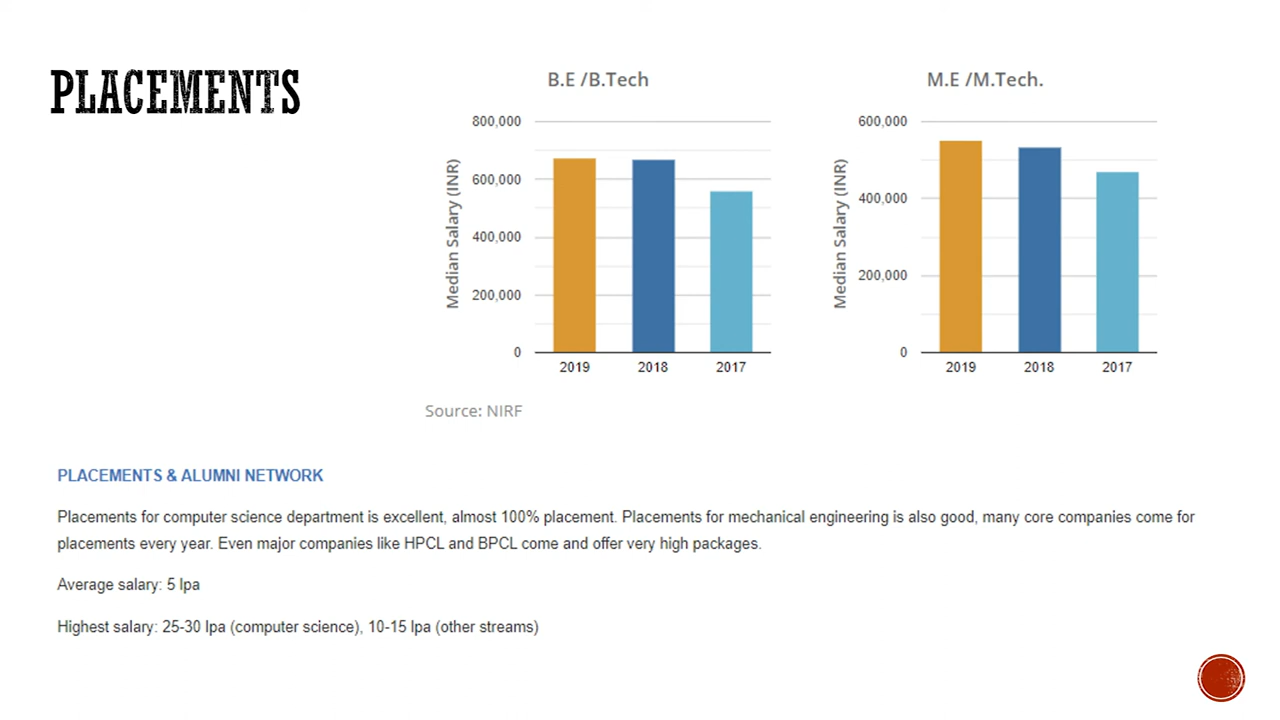 PLACEMENTS
B.E /B.Tech
800,000
600,000
400,000
200,000
0
Median Salary (INR)
2019 2018 2017
M.E /M.Tech.
600,000
400,000
200,000
0
Median Salary (INR)
2019 2018 2017
Source: NIRF
PLACEMENTS & ALUMNI NETWORK
Placements for computer science department is excellent, almost 100% placement. Placements for mechanical engineering is also good, many core companies come for
placements every year. Even major companies like HPCL and BPCL come and offer very high packages.
Average salary: 5 lpa
Highest salary: 25-30 lpa (computer science), 10-15 lpa (other streams)